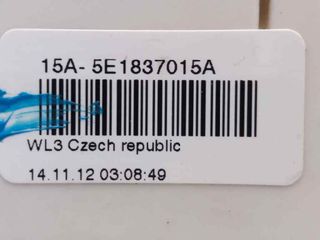 15A- 5E1837015A
WL3 Czech republic
14.11.12 03:08:49